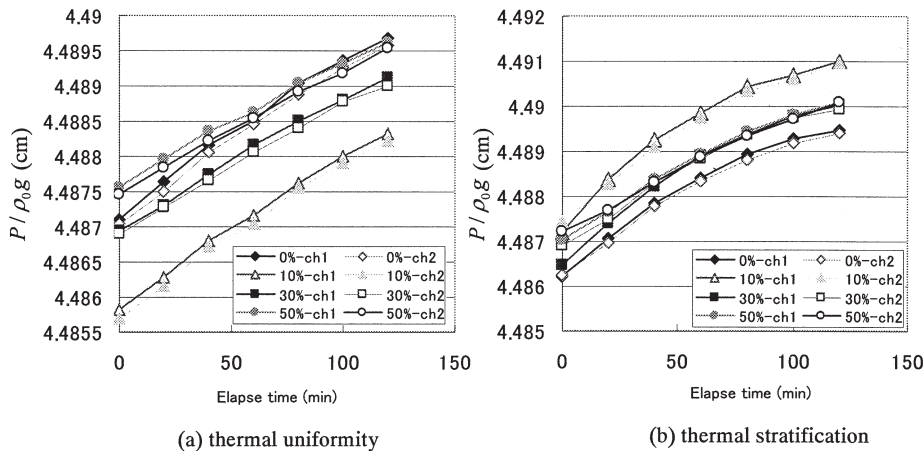 4.49
4.4895
4.489
4.4885
4.488
4.4875
4.487
4.4865
4.486
4.4855
P/ρ₀g (cm)
0%-ch1 0%-ch2
10%-ch1 10%-ch2
30%-ch1 30%-ch2
50%-ch1 50%-ch2
0 50 100 150
Elapse time (min)
(a) thermal uniformity
4.492
4.491
4.49
4.489
4.488
4.487
4.486
4.485
P/ρ₀g (cm)
0%-ch1 0%-ch2
10%-ch1 10%-ch2
30%-ch1 30%-ch2
50%-ch1 50%-ch2
0 50 100 150
Elapse time (min)
(b) thermal stratification